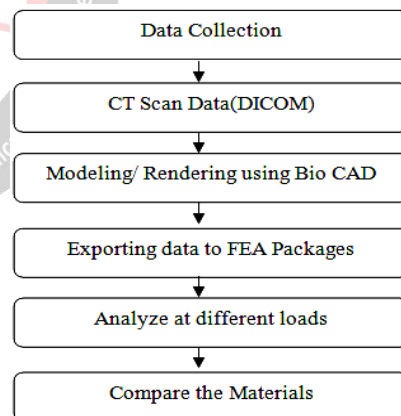 Data Collection
CT Scan Data(DICOM)
Modeling/ Rendering using Bio CAD
Exporting data to FEA Packages
Analyze at different loads
Compare the Materials